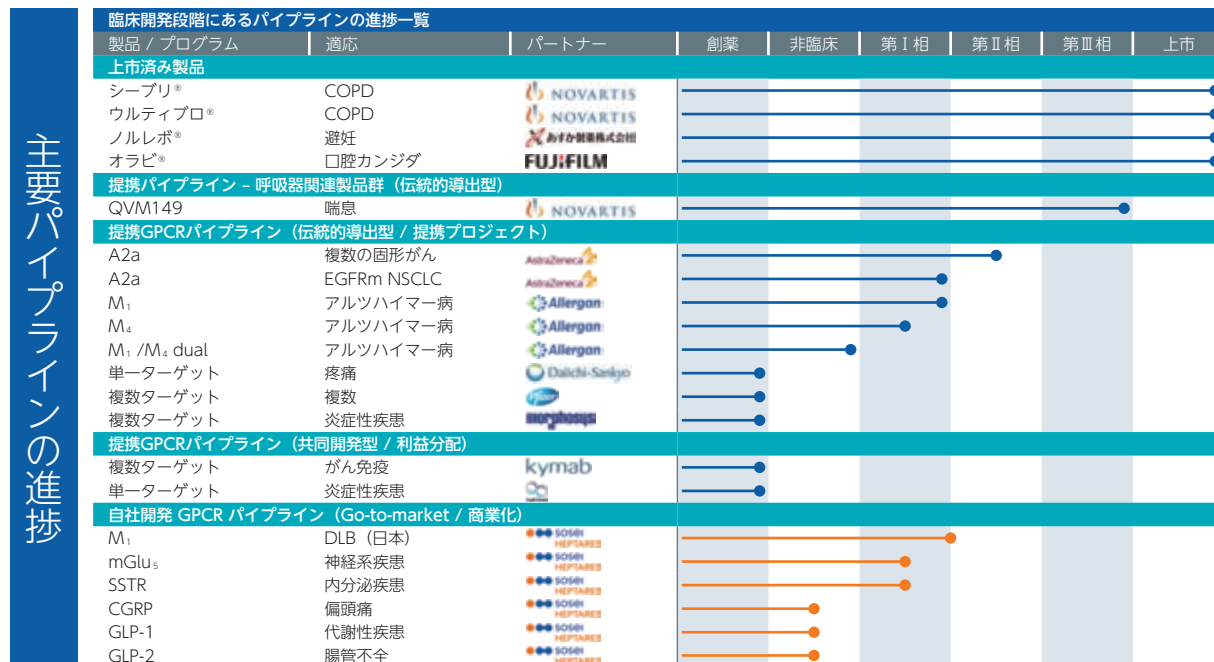 主要パイプラインの進捗
臨床開発段階にあるパイプラインの進捗一覧
製品 / プログラム 適応 パートナー 創薬 非臨床 第Ⅰ相 第Ⅱ相 第Ⅲ相 上市
上市済み製品
シーブリ® COPD NOVARTIS
ウルティブロ® COPD NOVARTIS
ノルレボ® 避妊 あすか製薬株式会社
オラビ® 口腔カンジダ FUJIFILM
提携パイプライン – 呼吸器関連製品群（伝統的導出型）
QVM149 喘息 NOVARTIS
提携GPCRパイプライン（伝統的導出型 / 提携プロジェクト）
A2a 複数の固形がん AstraZeneca
A2a EGFRm NSCLC AstraZeneca
M₁ アルツハイマー病 Allergan
M₄ アルツハイマー病 Allergan
M₁ /M₄ dual アルツハイマー病 Allergan
単一ターゲット 疼痛 Daiichi-Sankyo
複数ターゲット 複数 Pfizer
複数ターゲット 炎症性疾患 morphosys
提携GPCRパイプライン（共同開発型 / 利益分配）
複数ターゲット がん免疫 kymab
単一ターゲット 炎症性疾患
自社開発 GPCR パイプライン（Go-to-market / 商業化）
M₁ DLB（日本） SOSEI HEPTARES
mGlu₅ 神経系疾患 SOSEI HEPTARES
SSTR 内分泌疾患 SOSEI HEPTARES
CGRP 偏頭痛 SOSEI HEPTARES
GLP-1 代謝性疾患 SOSEI HEPTARES
GLP-2 腸管不全 SOSEI HEPTARES